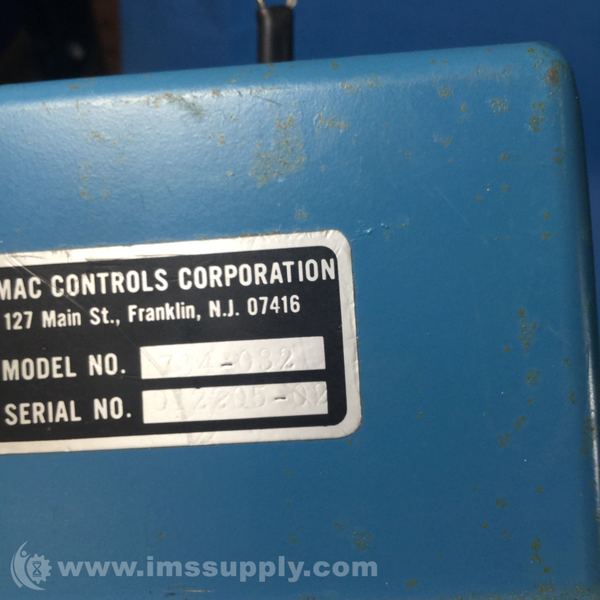 MAC CONTROLS CORPORATION
127 Main St., Franklin, N.J. 07416
MODEL NO.
SERIAL NO.
www.imssupply.com